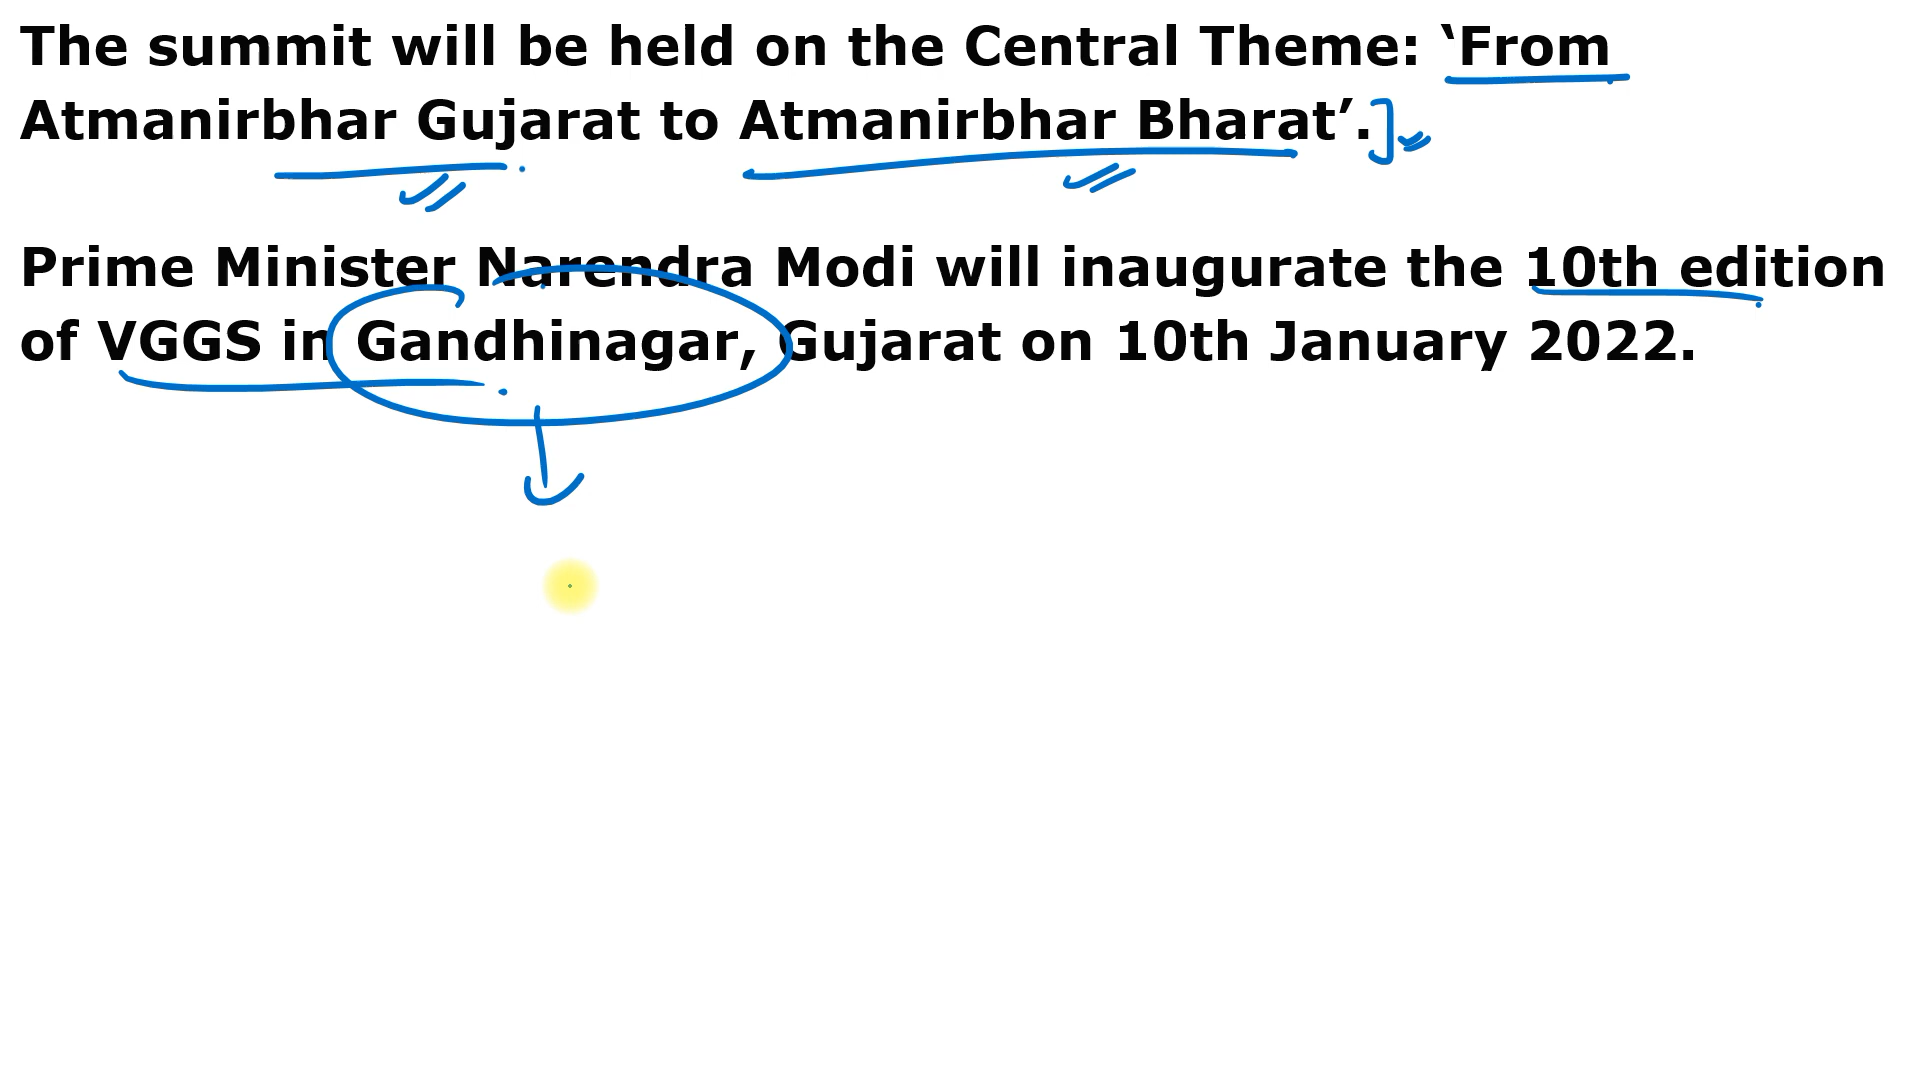 The summit will be held on the Central Theme: ‘From
Atmanirbhar Gujarat to Atmanirbhar Bharat’.
Prime Minister Narendra Modi will inaugurate the 10th edition
of VGGS in Gandhinagar, Gujarat on 10th January 2022.